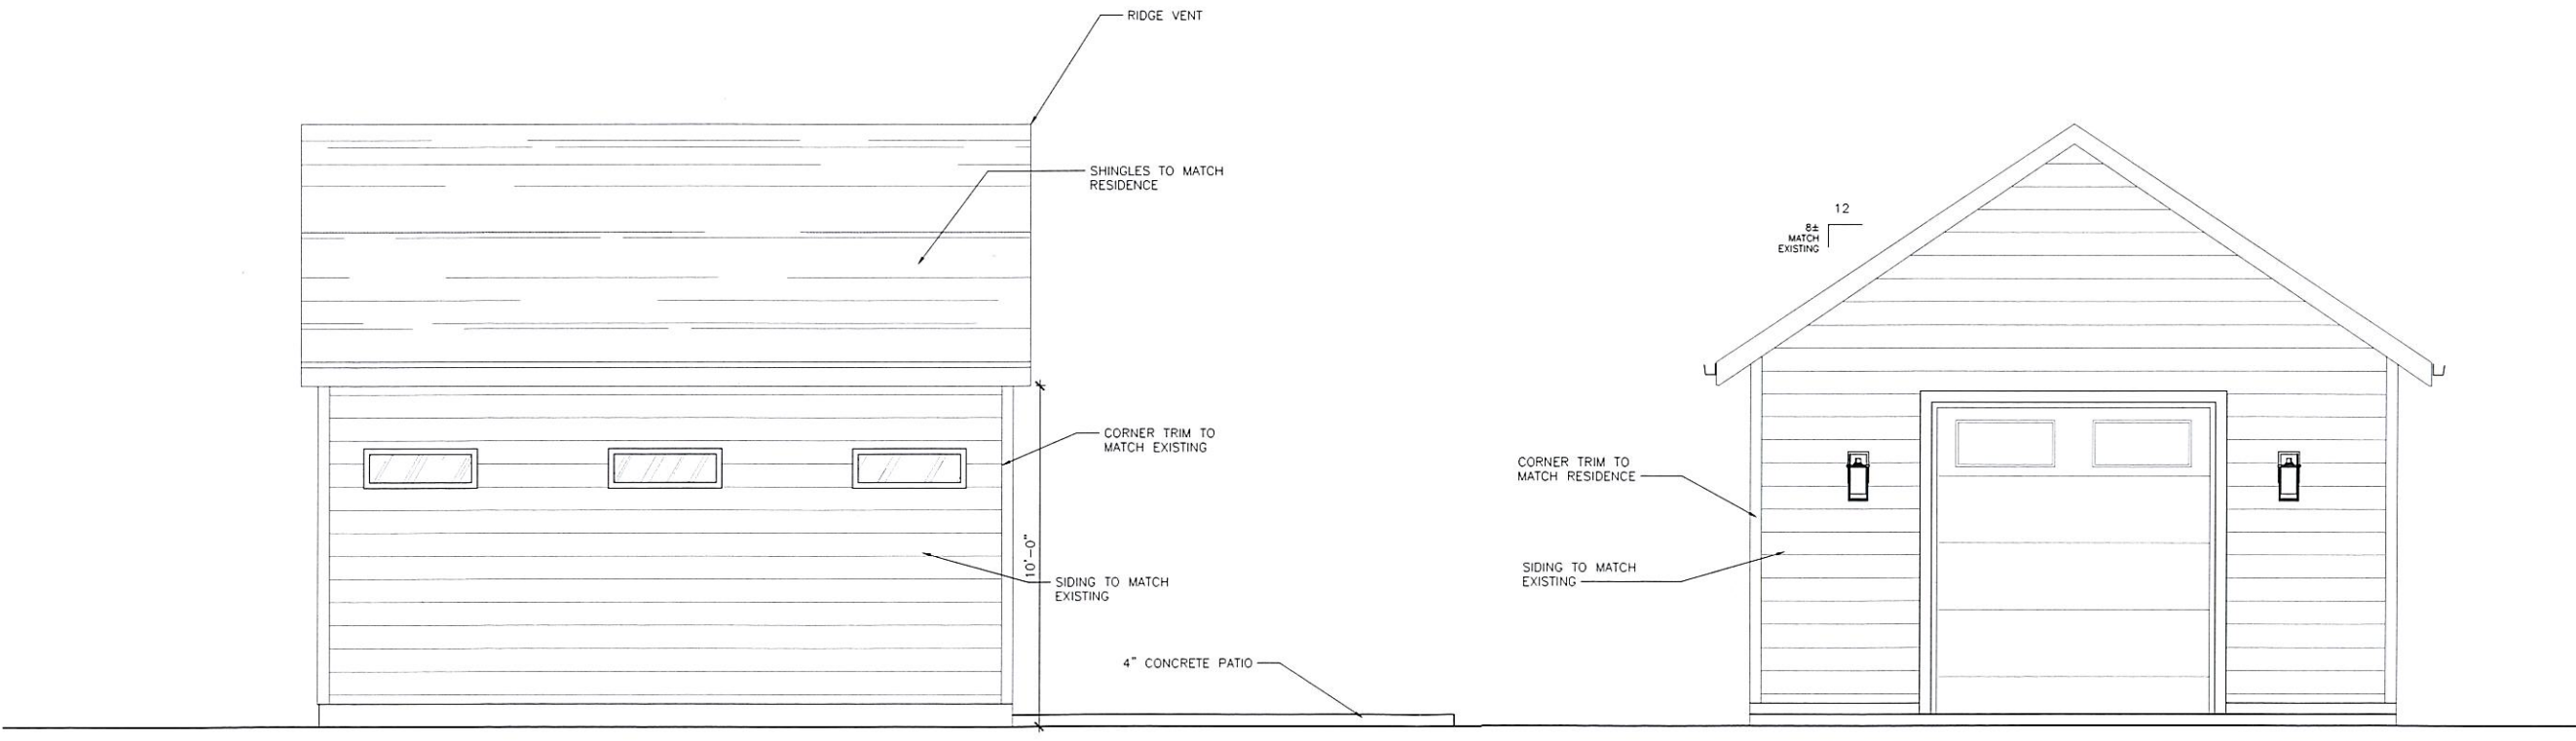 RIDGE VENT
SHINGLES TO MATCH
RESIDENCE
CORNER TRIM TO
MATCH EXISTING
10'-0"
SIDING TO MATCH
EXISTING
4" CONCRETE PATIO
12
8±
MATCH
EXISTING
CORNER TRIM TO
MATCH RESIDENCE
SIDING TO MATCH
EXISTING